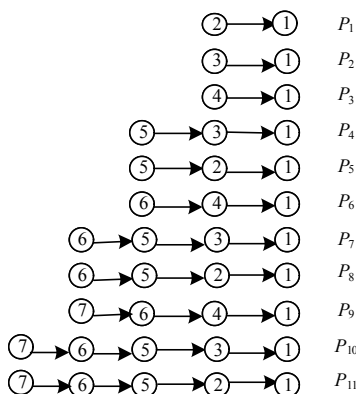 2 1 P1
3 1 P2
4 1 P3
5 3 1 P4
5 2 1 P5
6 4 1 P6
6 5 3 1 P7
6 5 2 1 P8
7 6 4 1 P9
7 6 5 3 1 P10
7 6 5 2 1 P11